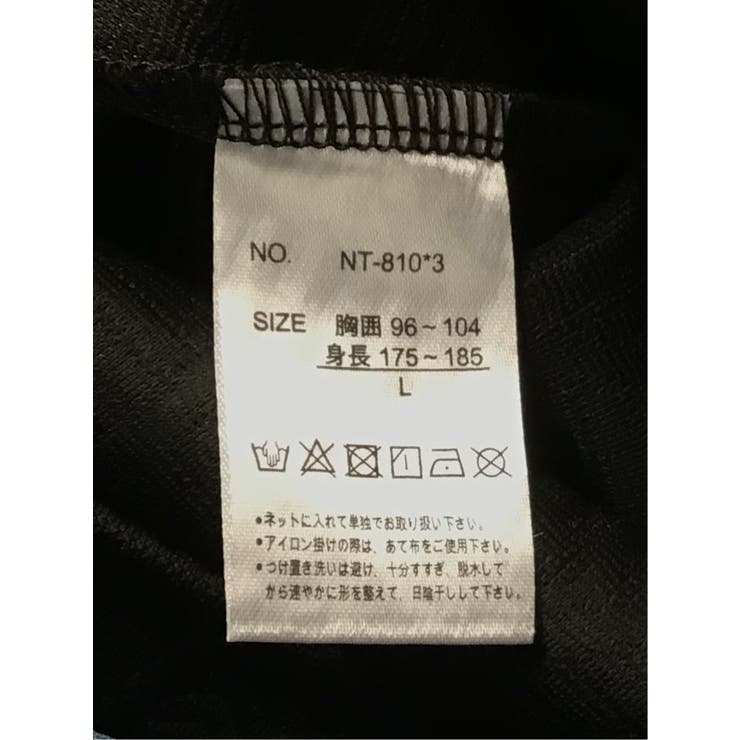 NO. NT-810*3
SIZE 胸囲 96～104
身長 175～185
L
•ネットに入れて単独でお取り扱い下さい。
•アイロン掛けの際は、あて布をご使用下さい。
•つけ置き洗いは避け、十分すすぎ、脱水して
から速やかに形を整えて、日陰干しして下さい。